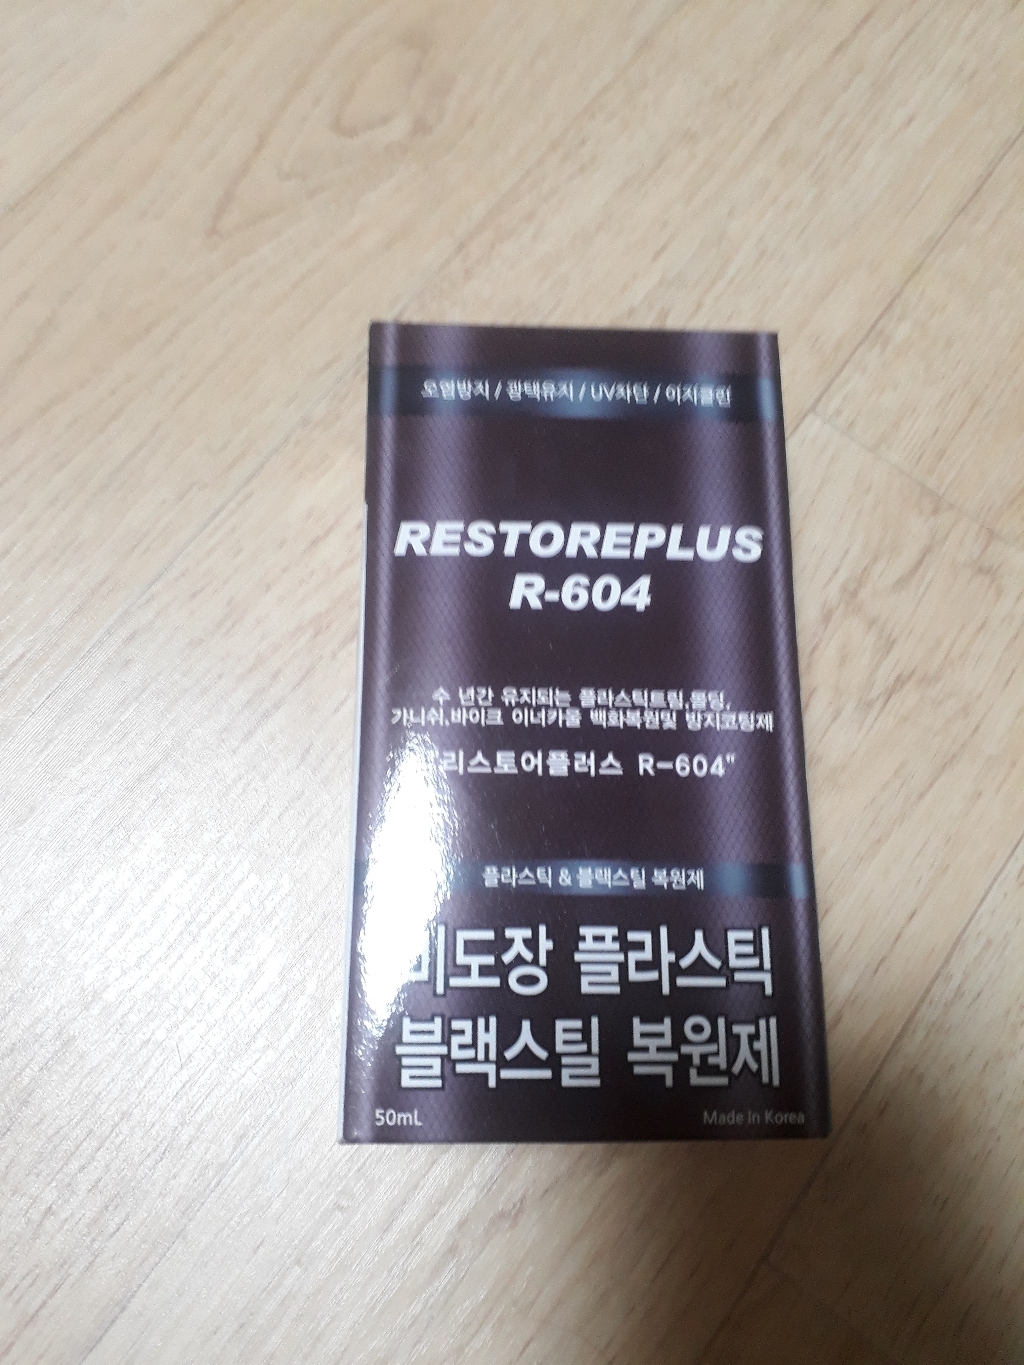 오염방지 / 광택유지 / UV차단 / 이지클린
RESTOREPLUS
R-604
수 년간 유지되는 플라스틱트림,몰딩,
가니쉬,바이크 이너카울 백화복원및 방지코팅제
"리스토어플러스 R-604"
플라스틱 & 블랙스틸 복원제
미도장 플라스틱
블랙스틸 복원제
50mL
Made In Korea